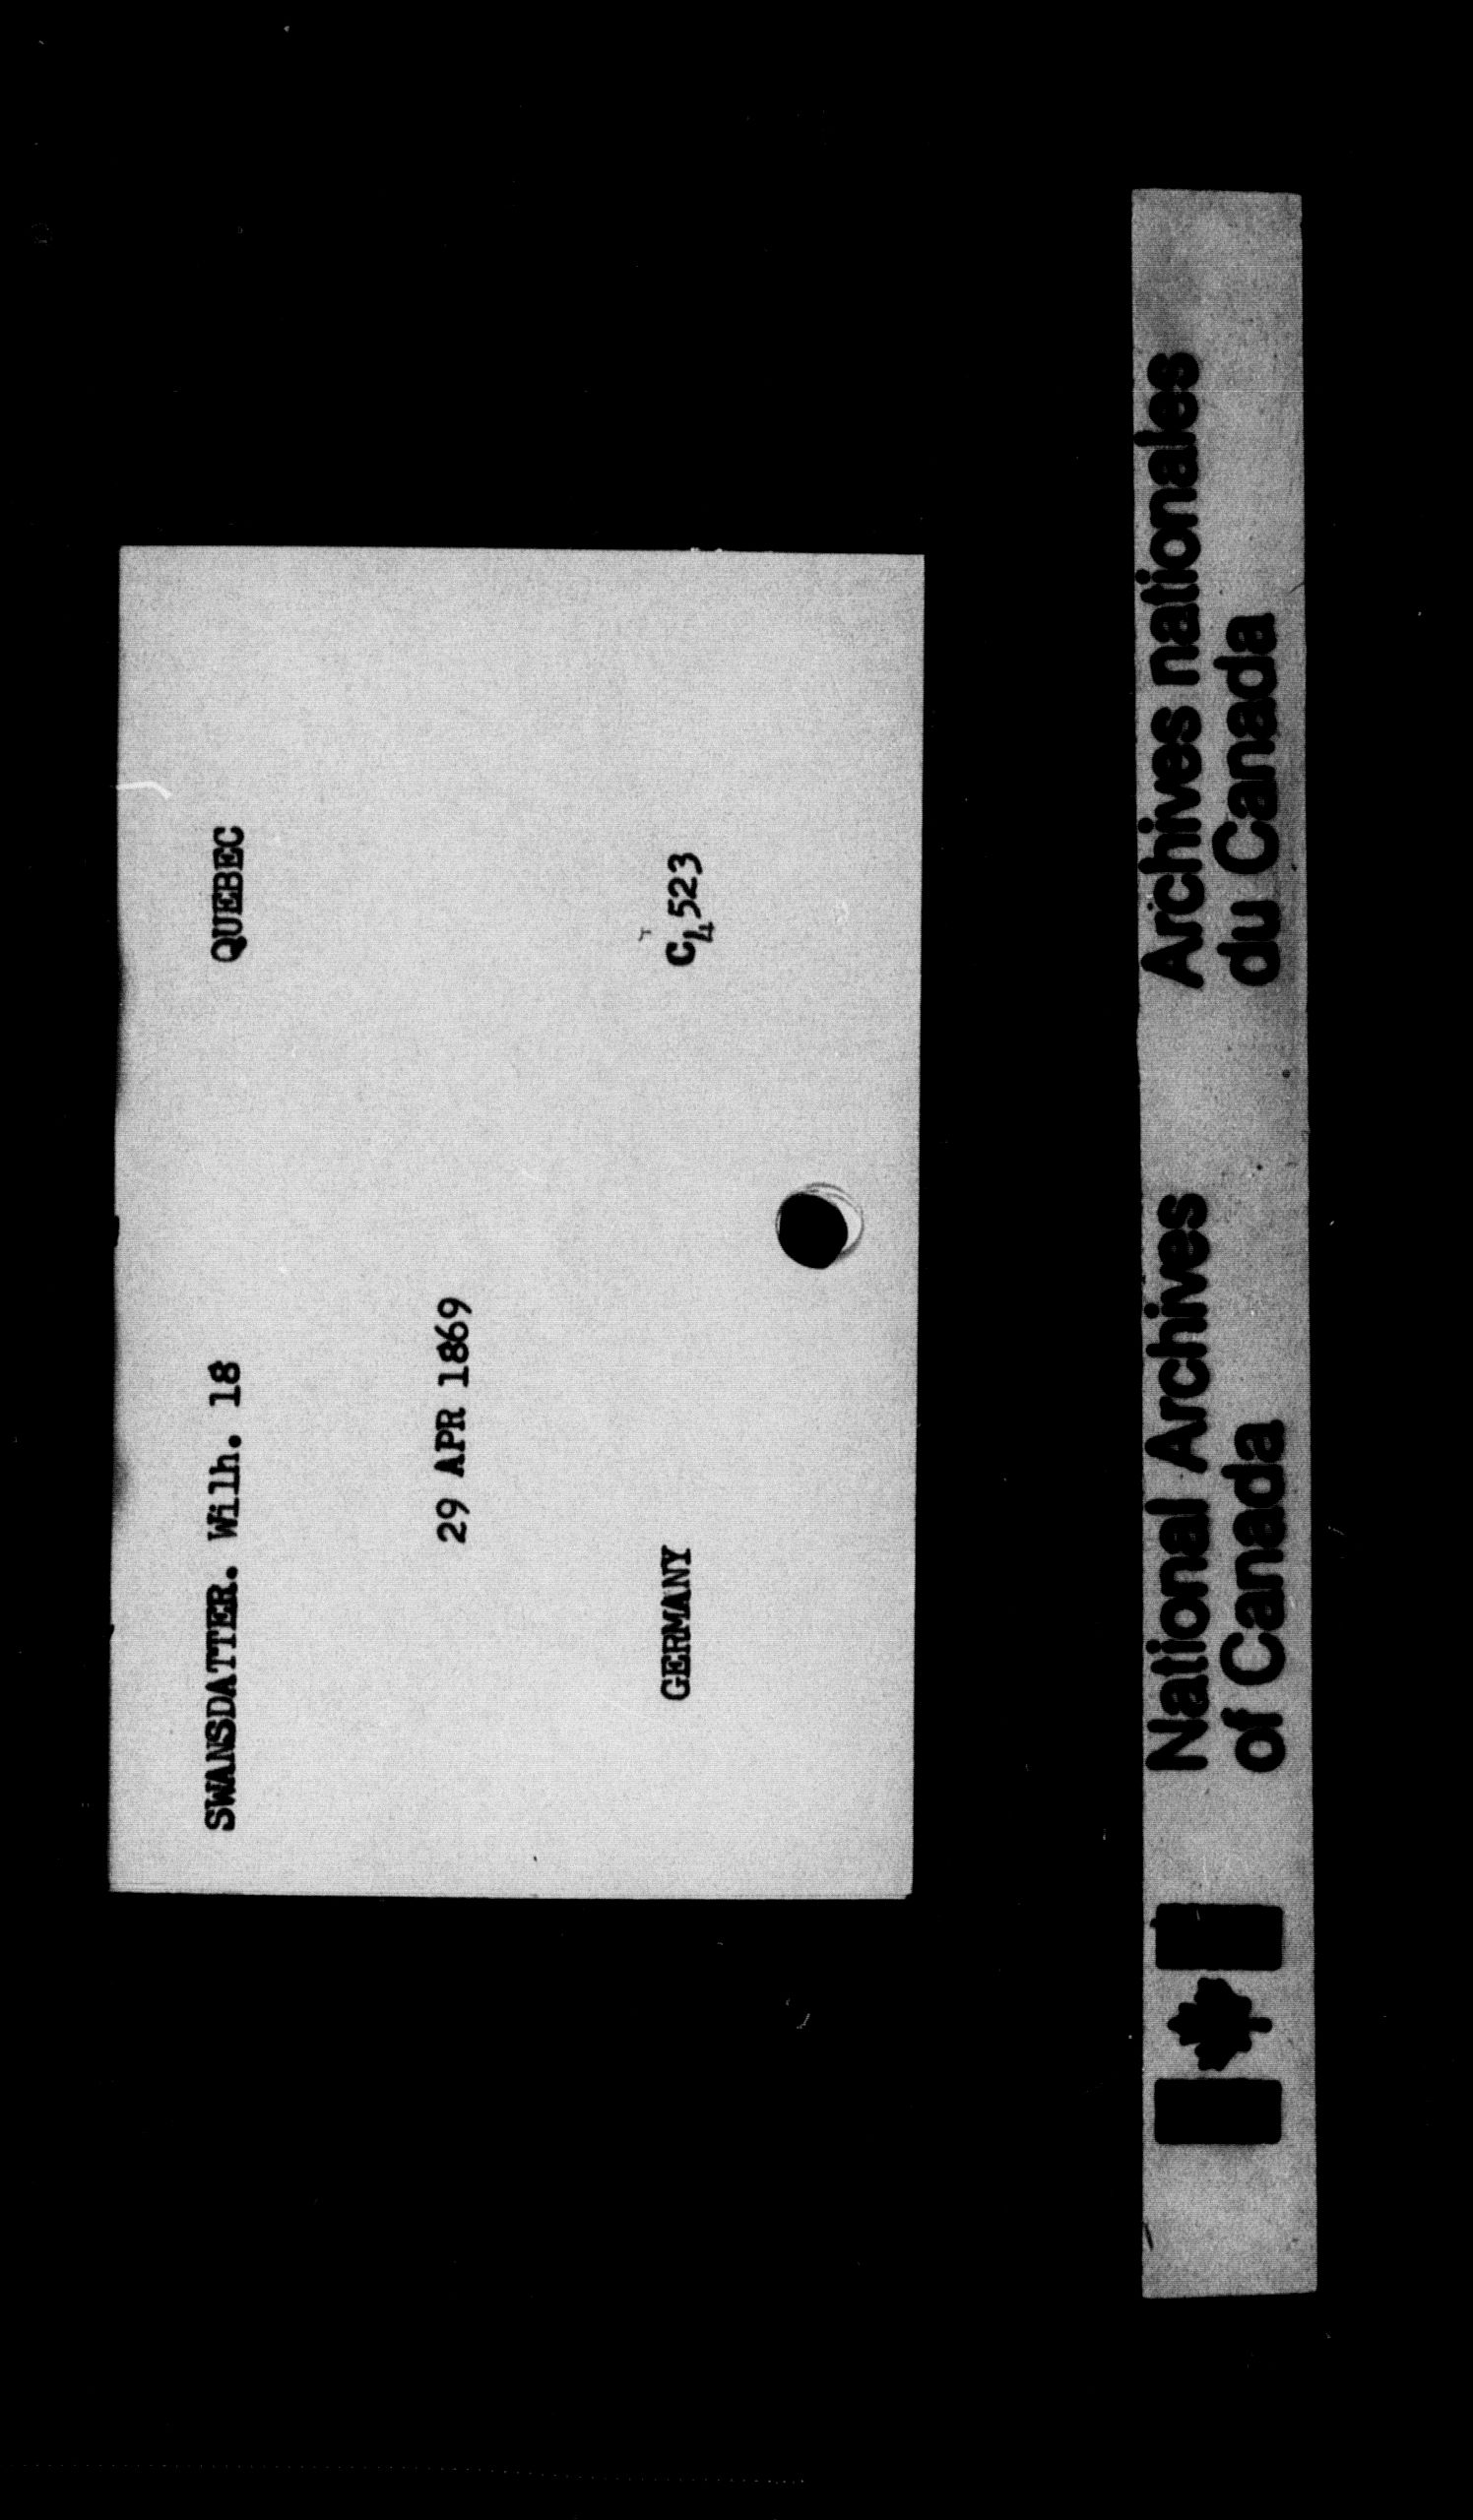 SWANSDATTER. Wilh. 18 QUEBEC
29 APR 1869
GERMANY C4523
National Archives
of Canada
Archives nationales
du Canada